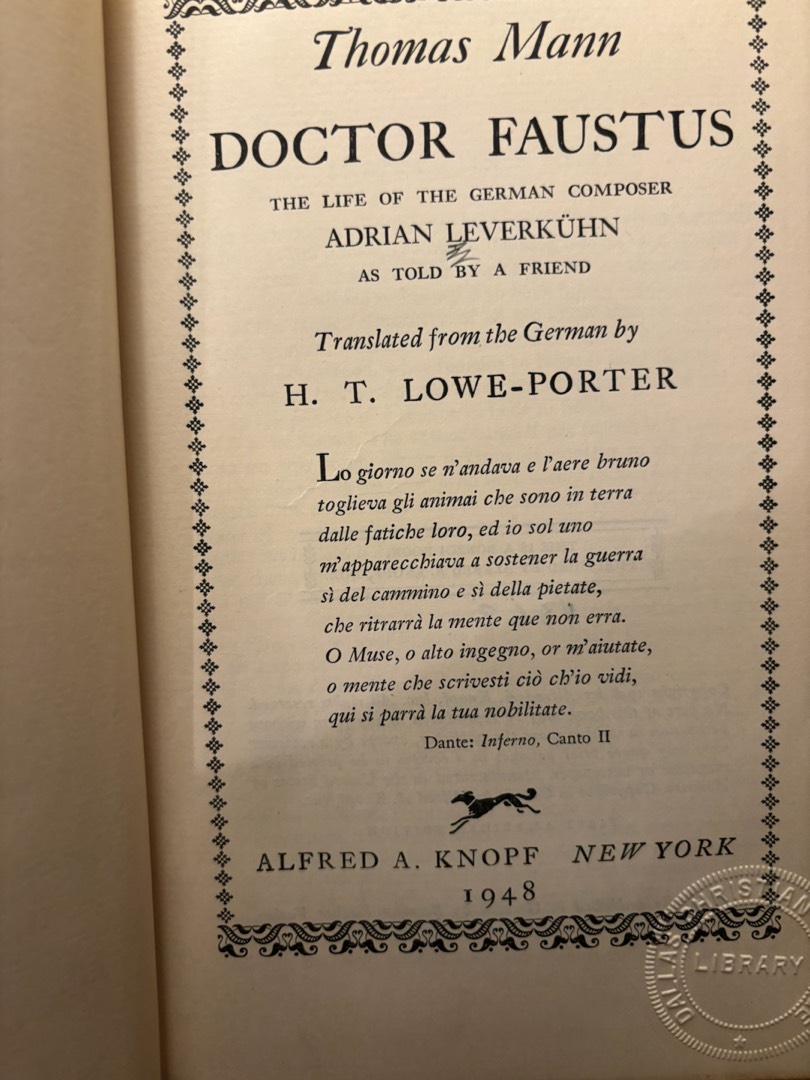 Thomas Mann
DOCTOR FAUSTUS
THE LIFE OF THE GERMAN COMPOSER
ADRIAN LEVERKÜHN
AS TOLD BY A FRIEND
Translated from the German by
H. T. LOWE-PORTER
Lo giorno se n'andava e l'aere bruno
toglieva gli animai che sono in terra
dalle fatiche loro, ed io sol uno
m'apparecchiava a sostener la guerra
sì del cammino e sì della pietate,
che ritrarrà la mente que non erra.
O Muse, o alto ingegno, or m'aiutate,
o mente che scrivesti ciò ch'io vidi,
qui si parrà la tua nobilitate.
Dante: Inferno, Canto II
ALFRED A. KNOPF NEW YORK
1948
LIBRARY